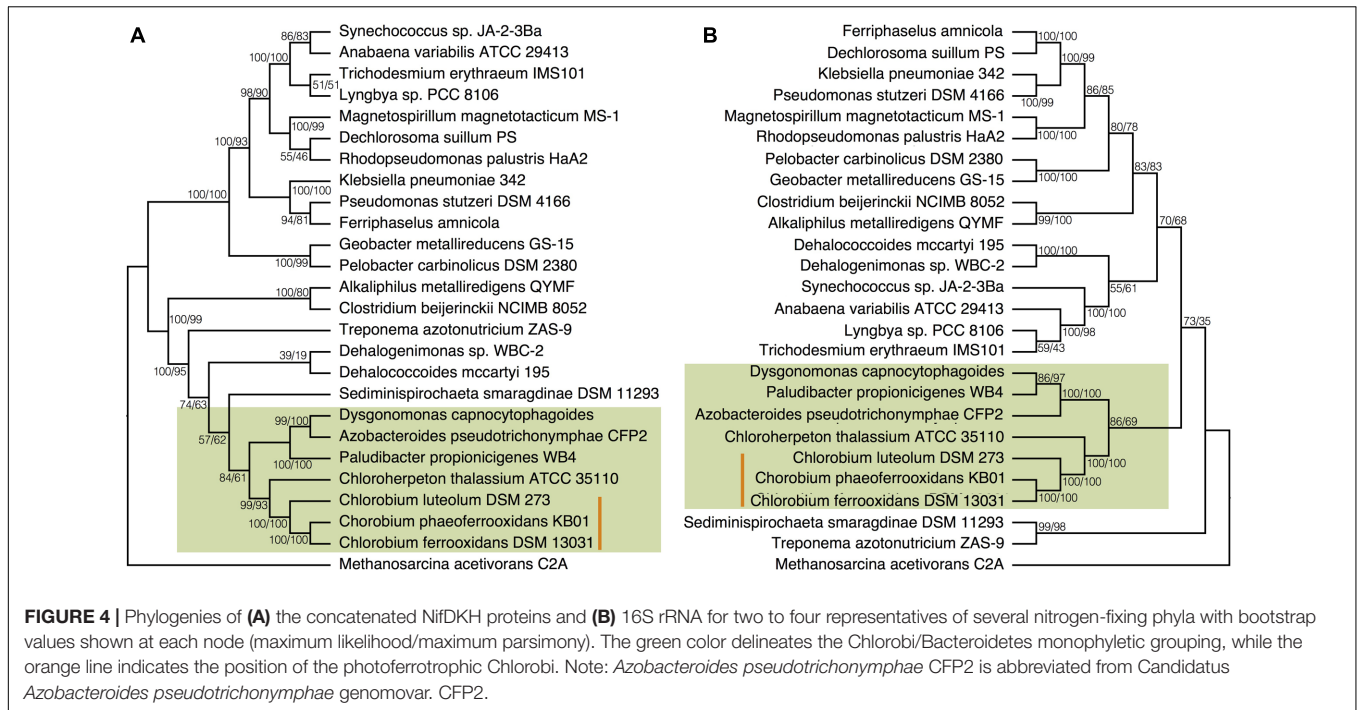 A
Synechococcus sp. JA-2-3Ba
86/83
Anabaena variabilis ATCC 29413
100/100
Trichodesmium erythraeum IMS101
51/51
Lyngbya sp. PCC 8106
98/90
Magnetospirillum magnetotacticum MS-1
100/99
Dechlorosoma suillum PS
100/93
55/46
Rhodopseudomonas palustris HaA2
Klebsiella pneumoniae 342
100/100
100/100
Pseudomonas stutzeri DSM 4166
94/81
Ferriphaselus amnicola
Geobacter metallireducens GS-15
100/99
Pelobacter carbinolicus DSM 2380
Alkaliphilus metalliredigens QYMF
100/80
Clostridium beijerinckii NCIMB 8052
100/99
Treponema azotonutricium ZAS-9
Dehalogenimonas sp. WBC-2
39/19
100/95
Dehalococcoides mccartyi 195
Sediminispirochaeta smaragdinae DSM 11293
74/63
Dysgonomonas capnocytophagoides
99/100
57/62
Azobacteroides pseudotrichonymphae CFP2
Paludibacter propionicigenes WB4
100/100
84/61
Chloroherpeton thalassium ATCC 35110
99/93
Chlorobium luteolum DSM 273
100/100
Chorobium phaeoferrooxidans KB01
100/100
Chlorobium ferrooxidans DSM 13031
Methanosarcina acetivorans C2A
B
Ferriphaselus amnicola
100/100
Dechlorosoma suillum PS
100/99
Klebsiella pneumoniae 342
86/85
Pseudomonas stutzeri DSM 4166
100/99
Magnetospirillum magnetotacticum MS-1
80/78
Rhodopseudomonas palustris HaA2
100/100
Pelobacter carbinolicus DSM 2380
83/83
Geobacter metallireducens GS-15
100/100
Clostridium beijerinckii NCIMB 8052
70/68
Alkaliphilus metalliredigens QYMF
99/100
Dehalococcoides mccartyi 195
100/100
Dehalogenimonas sp. WBC-2
55/61
Synechococcus sp. JA-2-3Ba
100/100
Anabaena variabilis ATCC 29413
73/35
Lyngbya sp. PCC 8106
100/98
Trichodesmium erythraeum IMS101
59/43
Dysgonomonas capnocytophagoides
86/97
Paludibacter propionicigenes WB4
100/100
Azobacteroides pseudotrichonymphae CFP2
86/69
Chloroherpeton thalassium ATCC 35110
100/100
Chlorobium luteolum DSM 273
100/100
Chorobium phaeoferrooxidans KB01
100/100
Chlorobium ferrooxidans DSM 13031
Sediminispirochaeta smaragdinae DSM 11293
99/98
Treponema azotonutricium ZAS-9
Methanosarcina acetivorans C2A
FIGURE 4 | Phylogenies of (A) the concatenated NifDKH proteins and (B) 16S rRNA for two to four representatives of several nitrogen-fixing phyla with bootstrap
values shown at each node (maximum likelihood/maximum parsimony). The green color delineates the Chlorobi/Bacteroidetes monophyletic grouping, while the
orange line indicates the position of the photoferrotrophic Chlorobi. Note: Azobacteroides pseudotrichonymphae CFP2 is abbreviated from Candidatus
Azobacteroides pseudotrichonymphae genomovar. CFP2.